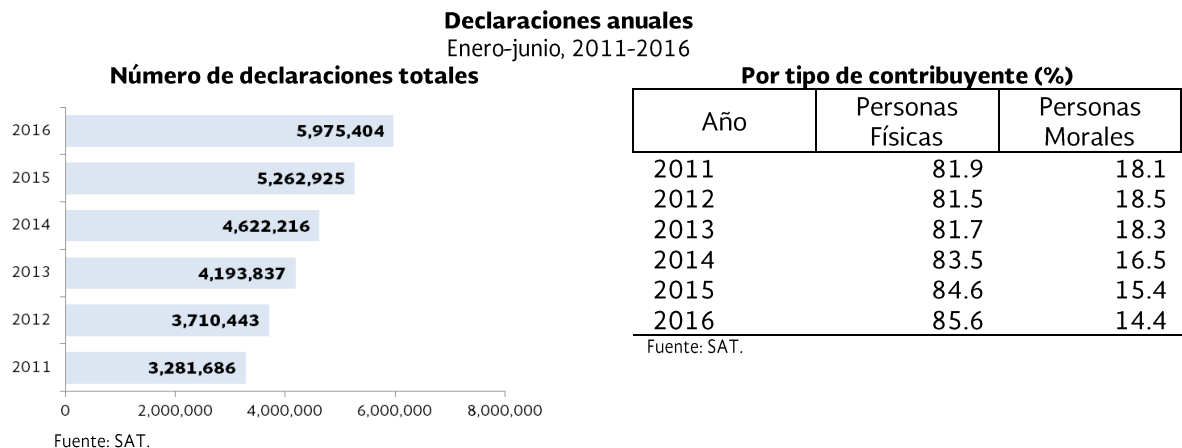 Declaraciones anuales
Enero-junio, 2011-2016
Número de declaraciones totales
2016 5,975,404
2015 5,262,925
2014 4,622,216
2013 4,193,837
2012 3,710,443
2011 3,281,686
0 2,000,000 4,000,000 6,000,000 8,000,000
Fuente: SAT.
Por tipo de contribuyente (%)
Año Personas Físicas Personas Morales
2011 81.9 18.1
2012 81.5 18.5
2013 81.7 18.3
2014 83.5 16.5
2015 84.6 15.4
2016 85.6 14.4
Fuente: SAT.